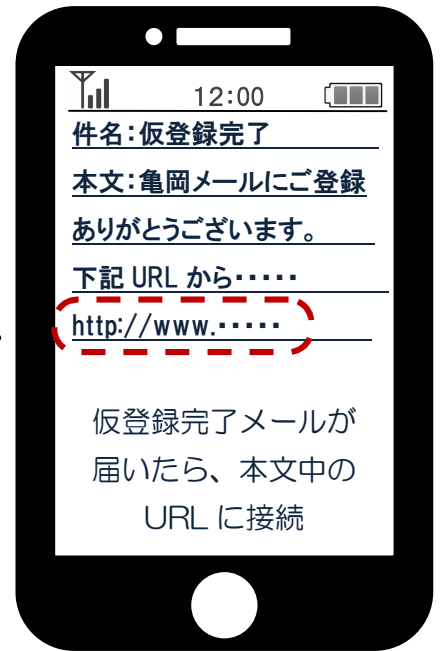 12:00
件名：仮登録完了
本文：亀岡メールにご登録
ありがとうございます。
下記 URL から・・・・・
http://www.・・・・・
仮登録完了メールが
届いたら、本文中の
URL に接続